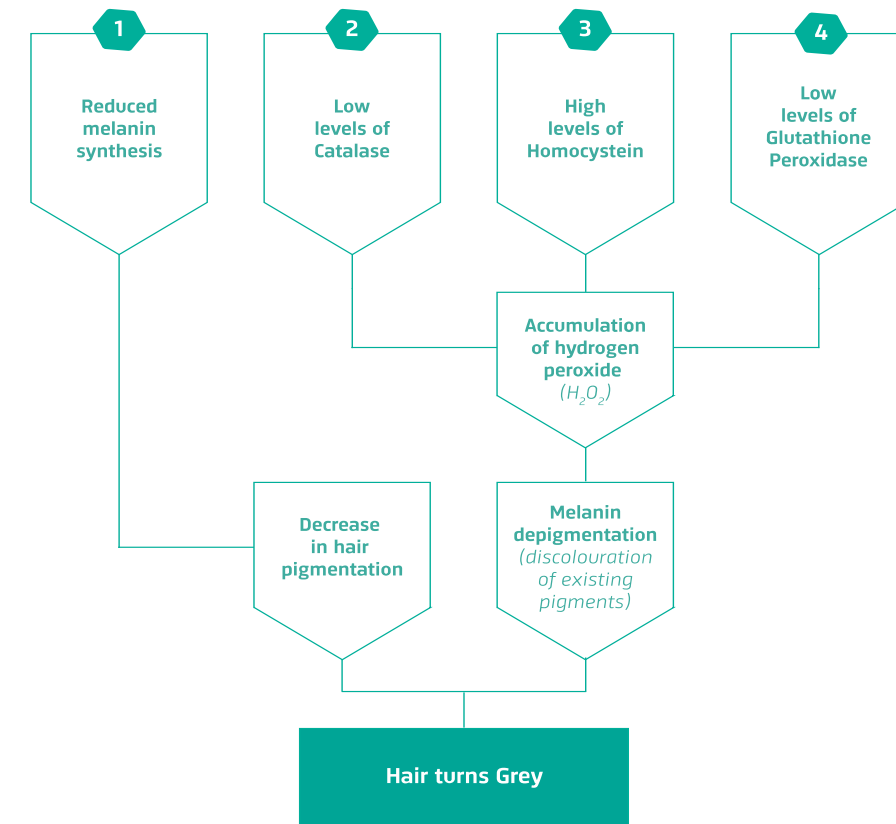 1
Reduced
melanin
synthesis
2
Low
levels of
Catalase
3
High
levels of
Homocystein
4
Low
levels of
Glutathione
Peroxidase
Accumulation
of hydrogen
peroxide
(H₂O₂)
Decrease
in hair
pigmentation
Melanin
depigmentation
(discolouration
of existing
pigments)
Hair turns Grey